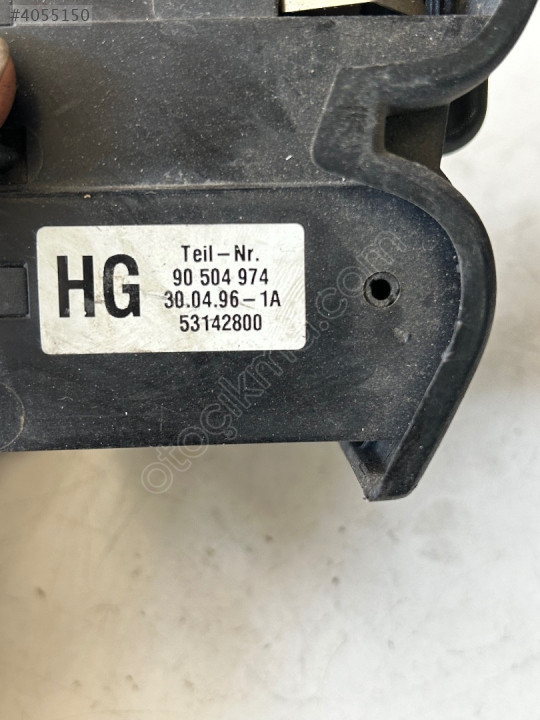 #4055150
HG
Teil-Nr.
90 504 974
30.04.96-1A
53142800
otoçıkma.com